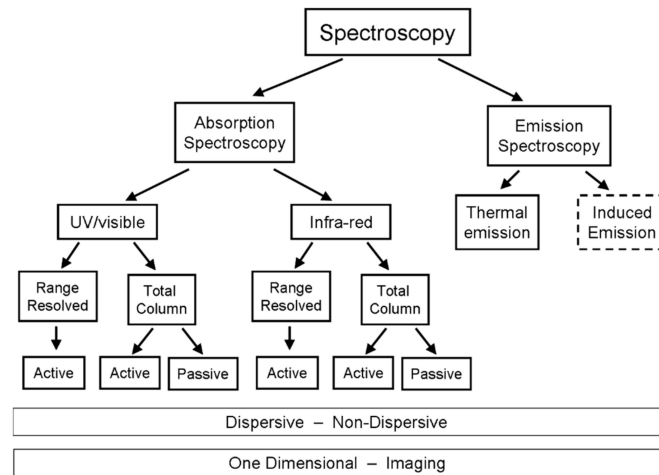 Spectroscopy
Absorption
Spectroscopy
Emission
Spectroscopy
UV/visible
Infra-red
Thermal
emission
Induced
Emission
Range
Resolved
Total
Column
Range
Resolved
Total
Column
Active
Active
Passive
Active
Active
Passive
Dispersive – Non-Dispersive
One Dimensional – Imaging